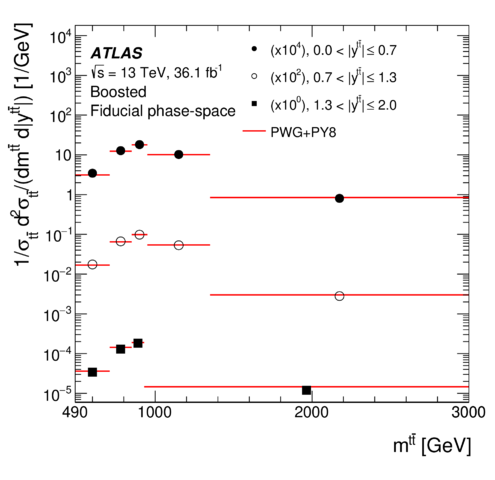 1/σtt̄ d²σtt̄/(dmtt̄ d|ytt̄|) [1/GeV]
10⁴
10³
10²
10
1
10⁻¹
10⁻²
10⁻³
10⁻⁴
10⁻⁵
ATLAS
√s = 13 TeV, 36.1 fb⁻¹
Boosted
Fiducial phase-space
(x10⁴), 0.0 < |ytt̄| ≤ 0.7
(x10²), 0.7 < |ytt̄| ≤ 1.3
(x10⁰), 1.3 < |ytt̄| ≤ 2.0
PWG+PY8
490 1000 2000 3000
mtt̄ [GeV]